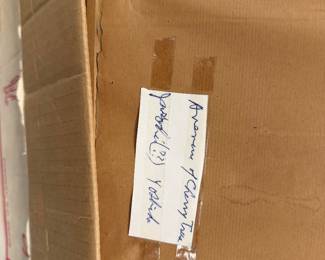 Avenue of Cherry Trees
(??) Yoshida